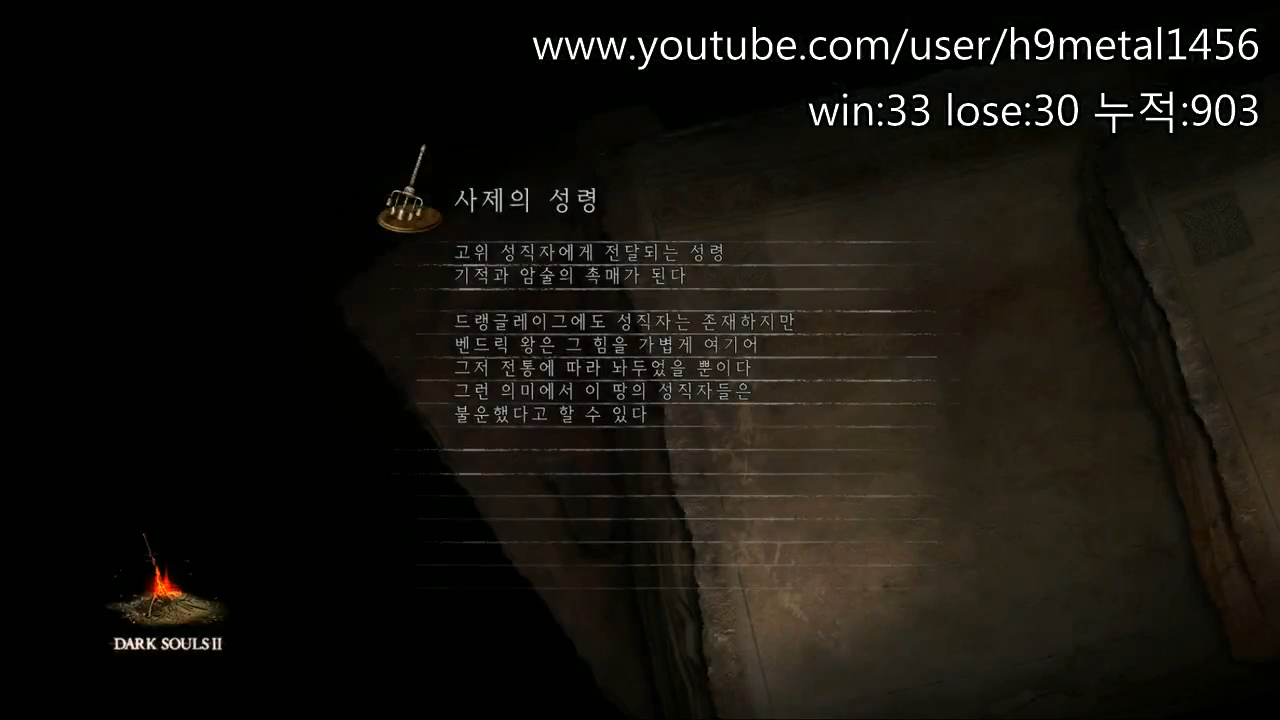 www.youtube.com/user/h9metal1456
win:33 lose:30 누적:903
사제의 성령
고위 성직자에게 전달되는 성령
기적과 암술의 촉매가 된다
드랭글레이그에도 성직자는 존재하지만
벤드릭 왕은 그 힘을 가볍게 여기어
그저 전통에 따라 놔두었을 뿐이다
그런 의미에서 이 땅의 성직자들은
불운했다고 할 수 있다
DARK SOULS II